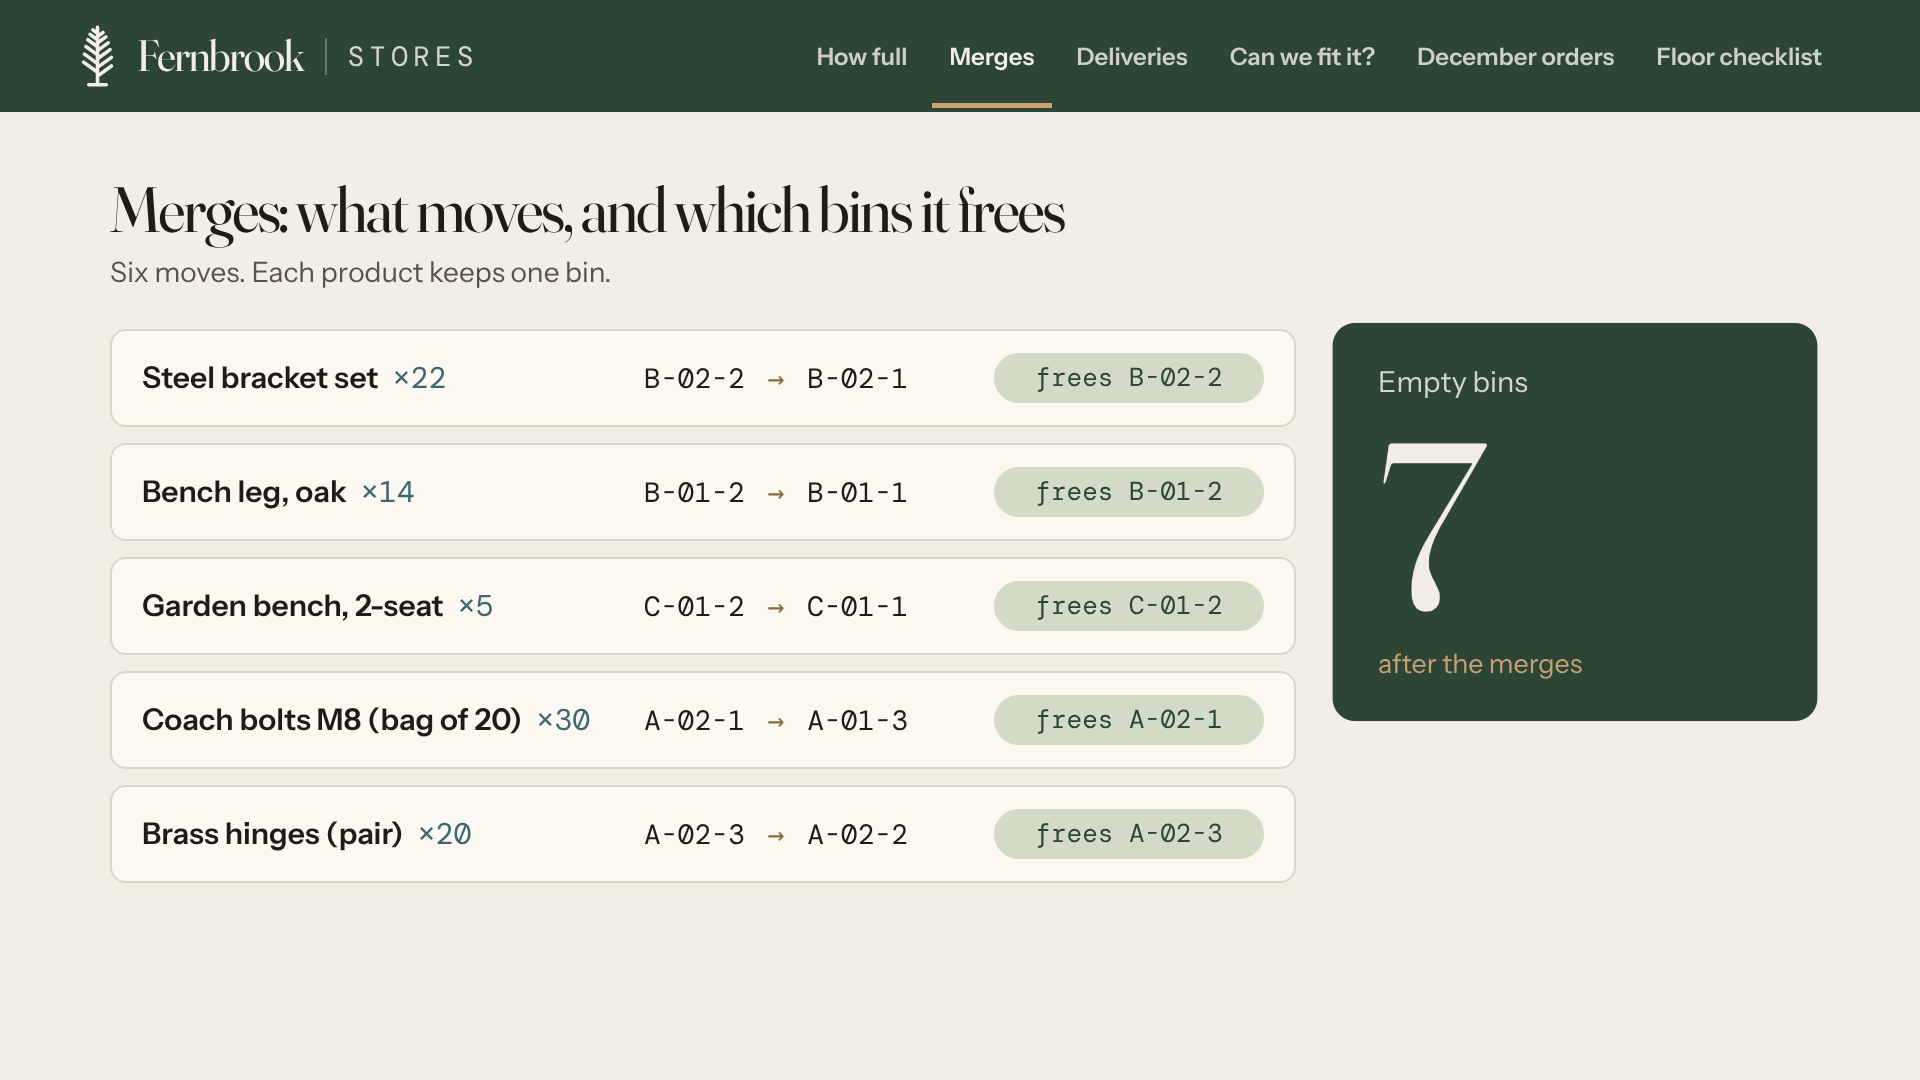 Fernbrook | STORES
How full Merges Deliveries Can we fit it? December orders Floor checklist
Merges: what moves, and which bins it frees
Six moves. Each product keeps one bin.
Steel bracket set ×22 B-02-2 → B-02-1 frees B-02-2
Bench leg, oak ×14 B-01-2 → B-01-1 frees B-01-2
Garden bench, 2-seat ×5 C-01-2 → C-01-1 frees C-01-2
Coach bolts M8 (bag of 20) ×30 A-02-1 → A-01-3 frees A-02-1
Brass hinges (pair) ×20 A-02-3 → A-02-2 frees A-02-3
Empty bins
7
after the merges